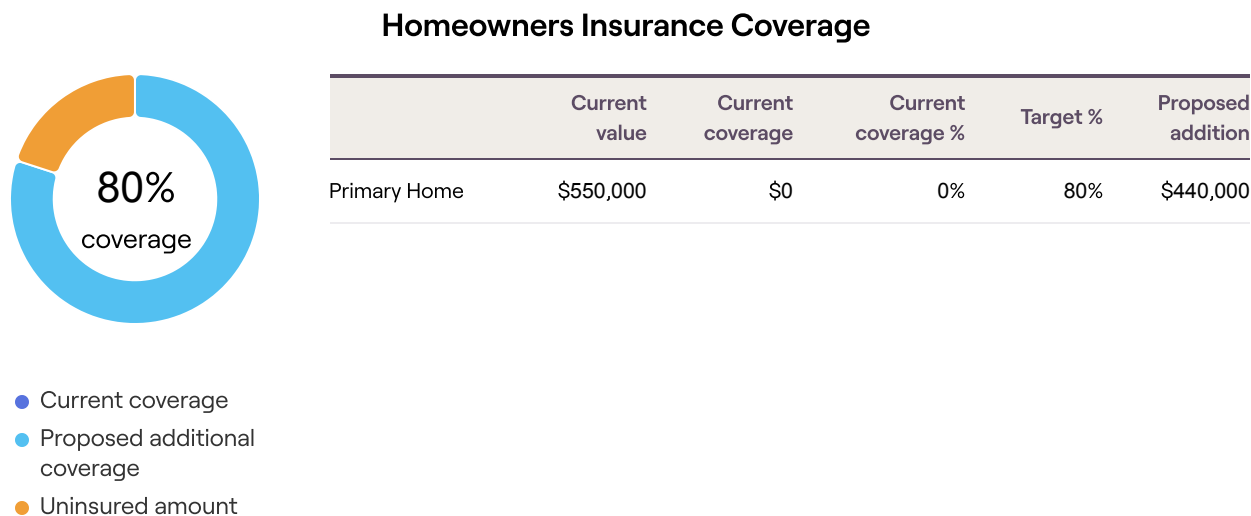 Homeowners Insurance Coverage
80%
coverage
Current coverage
Proposed additional
coverage
Uninsured amount
Current value Current coverage Current coverage % Target % Proposed addition
Primary Home $550,000 $0 0% 80% $440,000